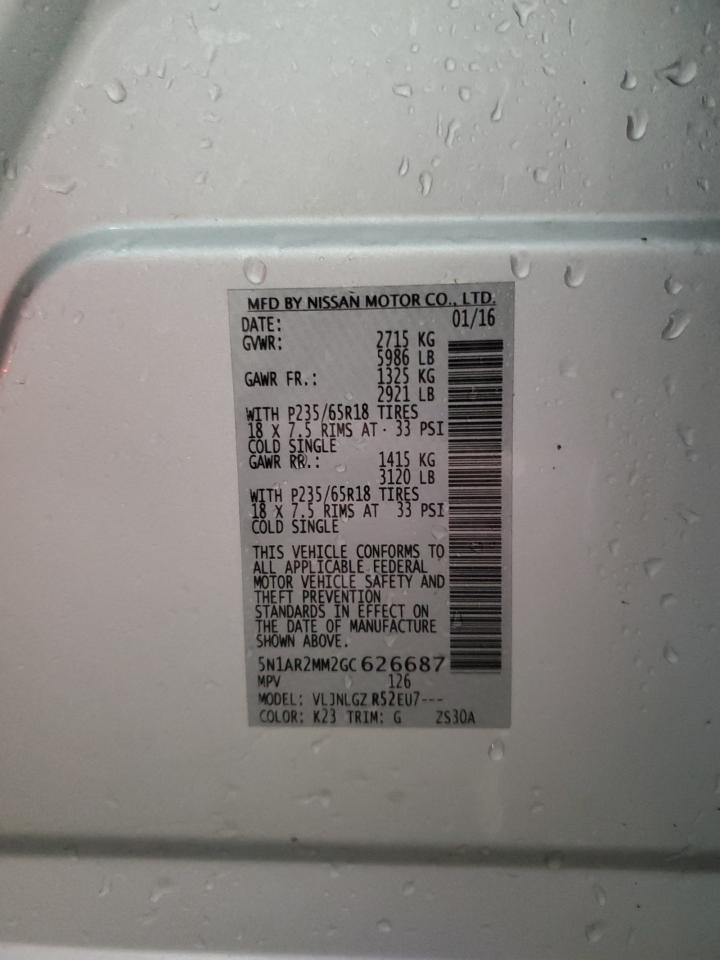 MFD BY NISSAN MOTOR CO., LTD.
DATE: 01/16
GVWR: 2715 KG
5986 LB
GAWR FR.: 1325 KG
2921 LB
WITH P235/65R18 TIRES
18 X 7.5 RIMS AT 33 PSI
COLD SINGLE
GAWR RR.: 1415 KG
3120 LB
WITH P235/65R18 TIRES
18 X 7.5 RIMS AT 33 PSI
COLD SINGLE
THIS VEHICLE CONFORMS TO
ALL APPLICABLE FEDERAL
MOTOR VEHICLE SAFETY AND
THEFT PREVENTION
STANDARDS IN EFFECT ON
THE DATE OF MANUFACTURE
SHOWN ABOVE.
5N1AR2MM2GC626687
MPV 126
MODEL: VLJNLGZ R52EU7---
COLOR: K23 TRIM: G ZS30A